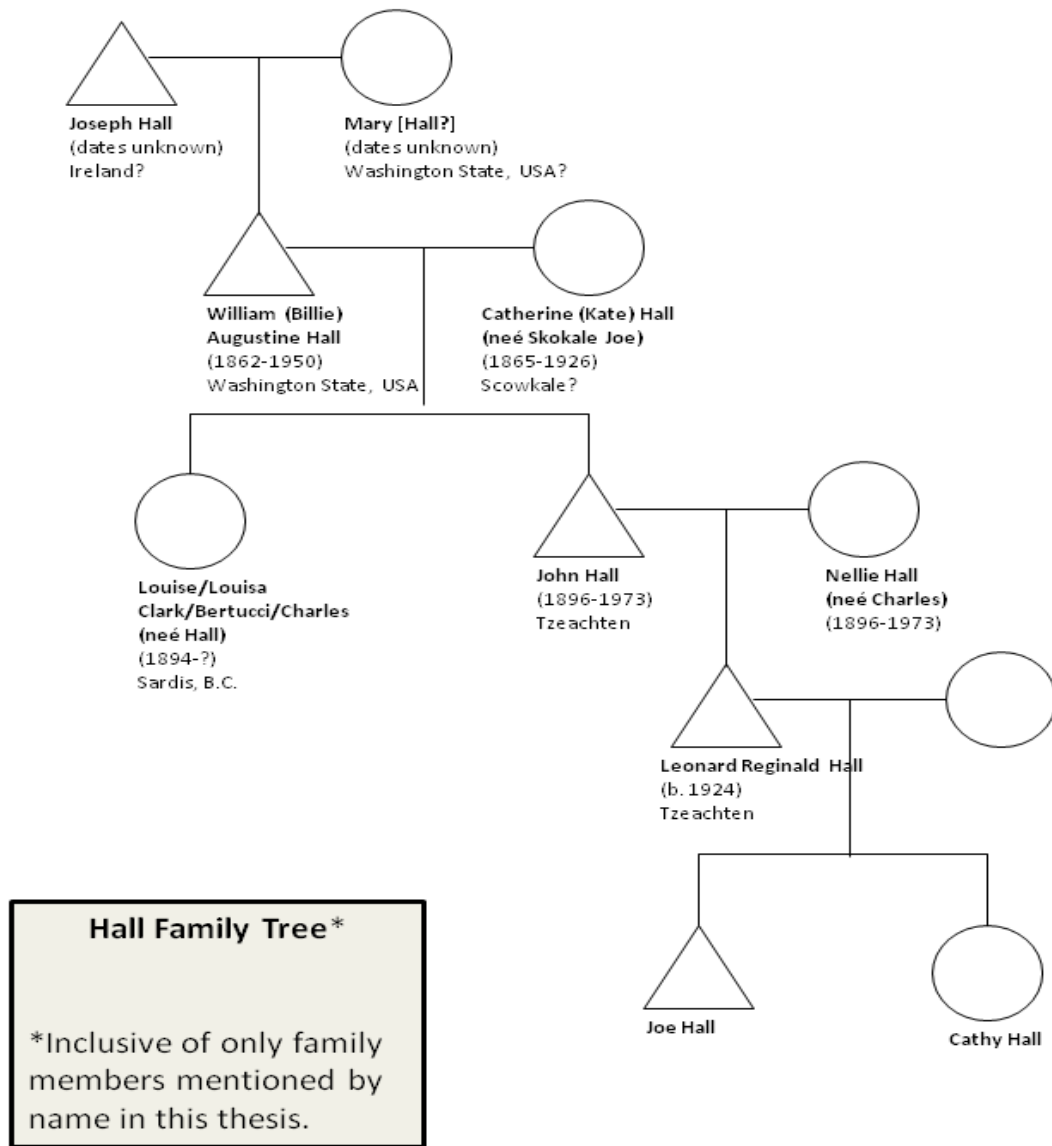 Joseph Hall
(dates unknown)
Ireland?
Mary [Hall?]
(dates unknown)
Washington State, USA?
William (Billie)
Augustine Hall
(1862-1950)
Washington State, USA
Catherine (Kate) Hall
(neé Skokale Joe)
(1865-1926)
Scowkale?
Louise/Louisa
Clark/Bertucci/Charles
(neé Hall)
(1894-?)
Sardis, B.C.
John Hall
(1896-1973)
Tzeachten
Nellie Hall
(neé Charles)
(1896-1973)
Leonard Reginald Hall
(b. 1924)
Tzeachten
Joe Hall
Cathy Hall
Hall Family Tree*
*Inclusive of only family
members mentioned by
name in this thesis.